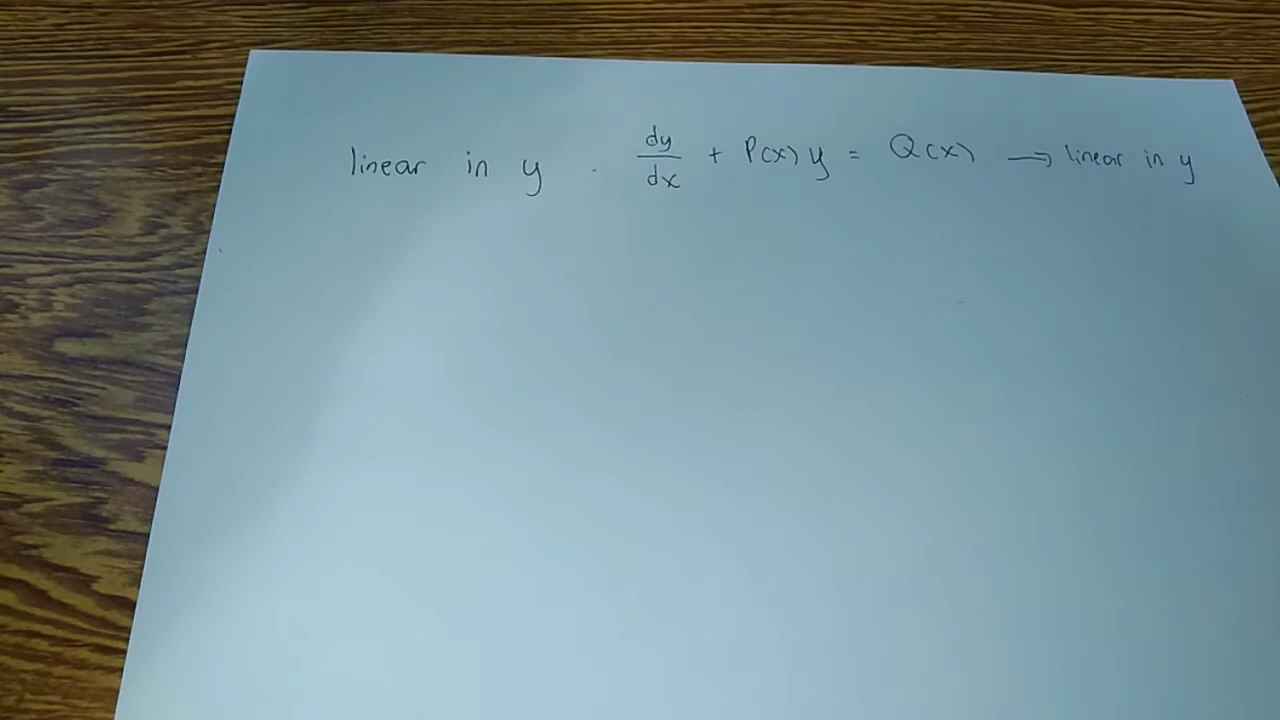 linear in y . dy/dx + P(x) y = Q(x) → linear in y